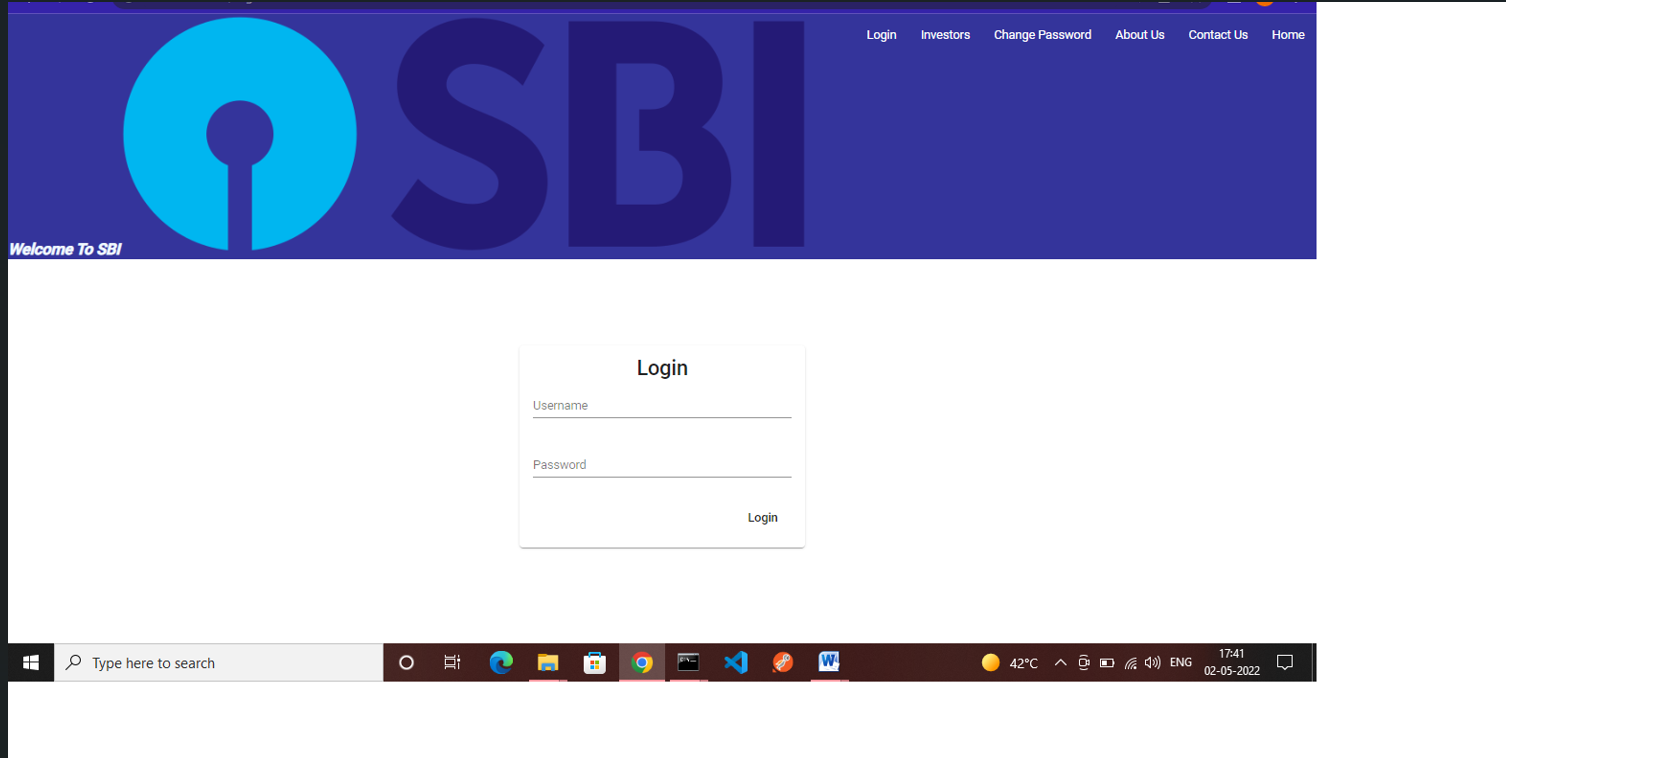 Login Investors Change Password About Us Contact Us Home
SBI
Welcome To SBI
Login
Username
Password
Login
Type here to search
42°C ENG 17:41
02-05-2022